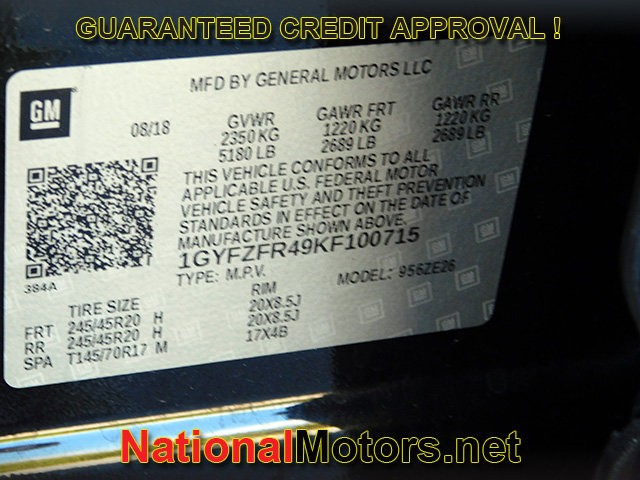 GUARANTEED CREDIT APPROVAL !
MFD BY GENERAL MOTORS LLC
GM
08/18 GVWR GAWR FRT GAWR RR
2350 KG 1220 KG 1220 KG
5180 LB 2689 LB 2689 LB
THIS VEHICLE CONFORMS TO ALL
APPLICABLE U.S. FEDERAL MOTOR
VEHICLE SAFETY AND THEFT PREVENTION
STANDARDS IN EFFECT ON THE DATE OF
MANUFACTURE SHOWN ABOVE.
1GYFZFR49KF100715
384A
TYPE: M.P.V. MODEL: 956ZE26
TIRE SIZE RIM
FRT 245/45R20 H 20X8.5J
RR 245/45R20 H 20X8.5J
SPA T145/70R17 M 17X4B
NationalMotors.net